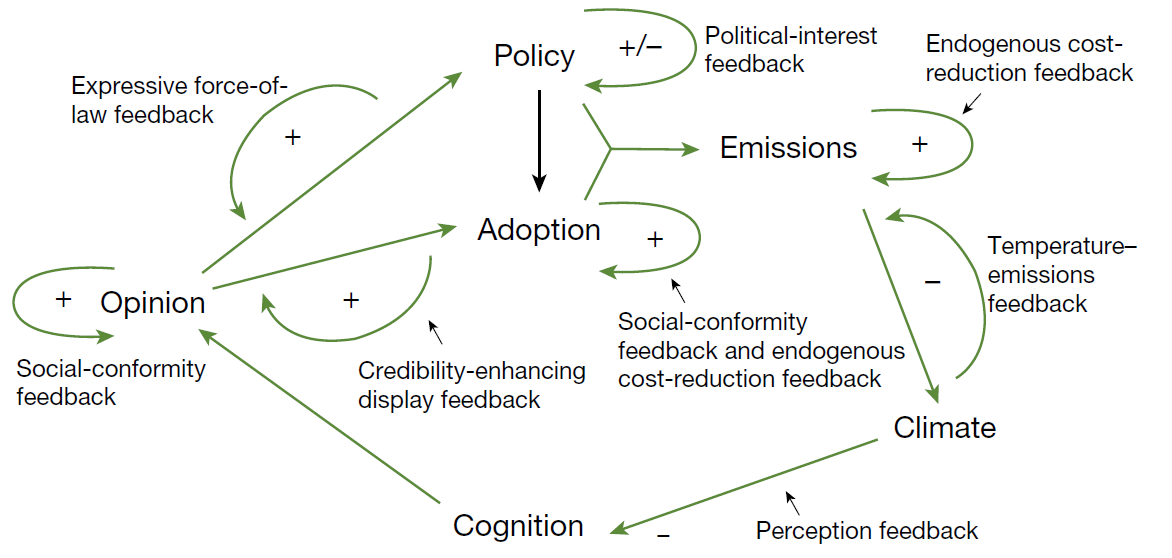 Policy
+/–
Political-interest
feedback
Endogenous cost-
reduction feedback
Expressive force-of-
law feedback
+
Emissions
+
Adoption
+
Temperature–
emissions
feedback
–
+
Opinion
+
Social-conformity
feedback and endogenous
cost-reduction feedback
Social-conformity
feedback
Credibility-enhancing
display feedback
Climate
Cognition
–
Perception feedback